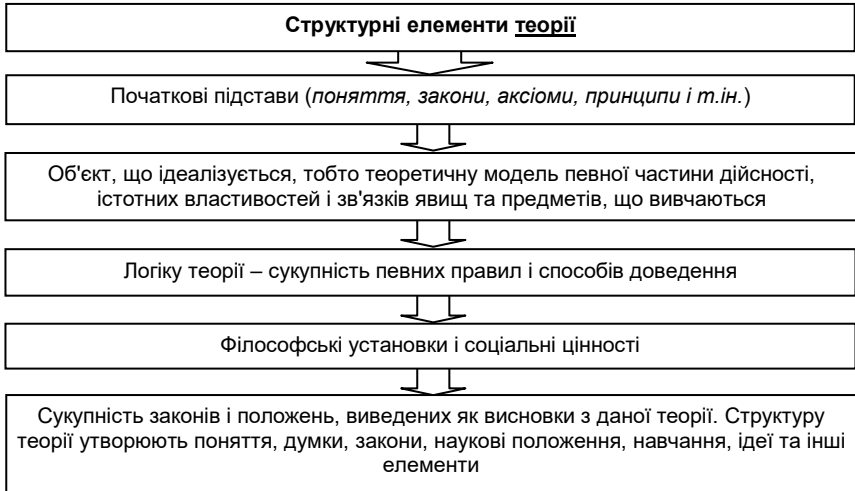 Структурні елементи теорії
Початкові підстави (поняття, закони, аксіоми, принципи і т.ін.)
Об'єкт, що ідеалізується, тобто теоретичну модель певної частини дійсності,
істотних властивостей і зв'язків явищ та предметів, що вивчаються
Логіку теорії – сукупність певних правил і способів доведення
Філософські установки і соціальні цінності
Сукупність законів і положень, виведених як висновки з даної теорії. Структуру
теорії утворюють поняття, думки, закони, наукові положення, навчання, ідеї та інші
елементи